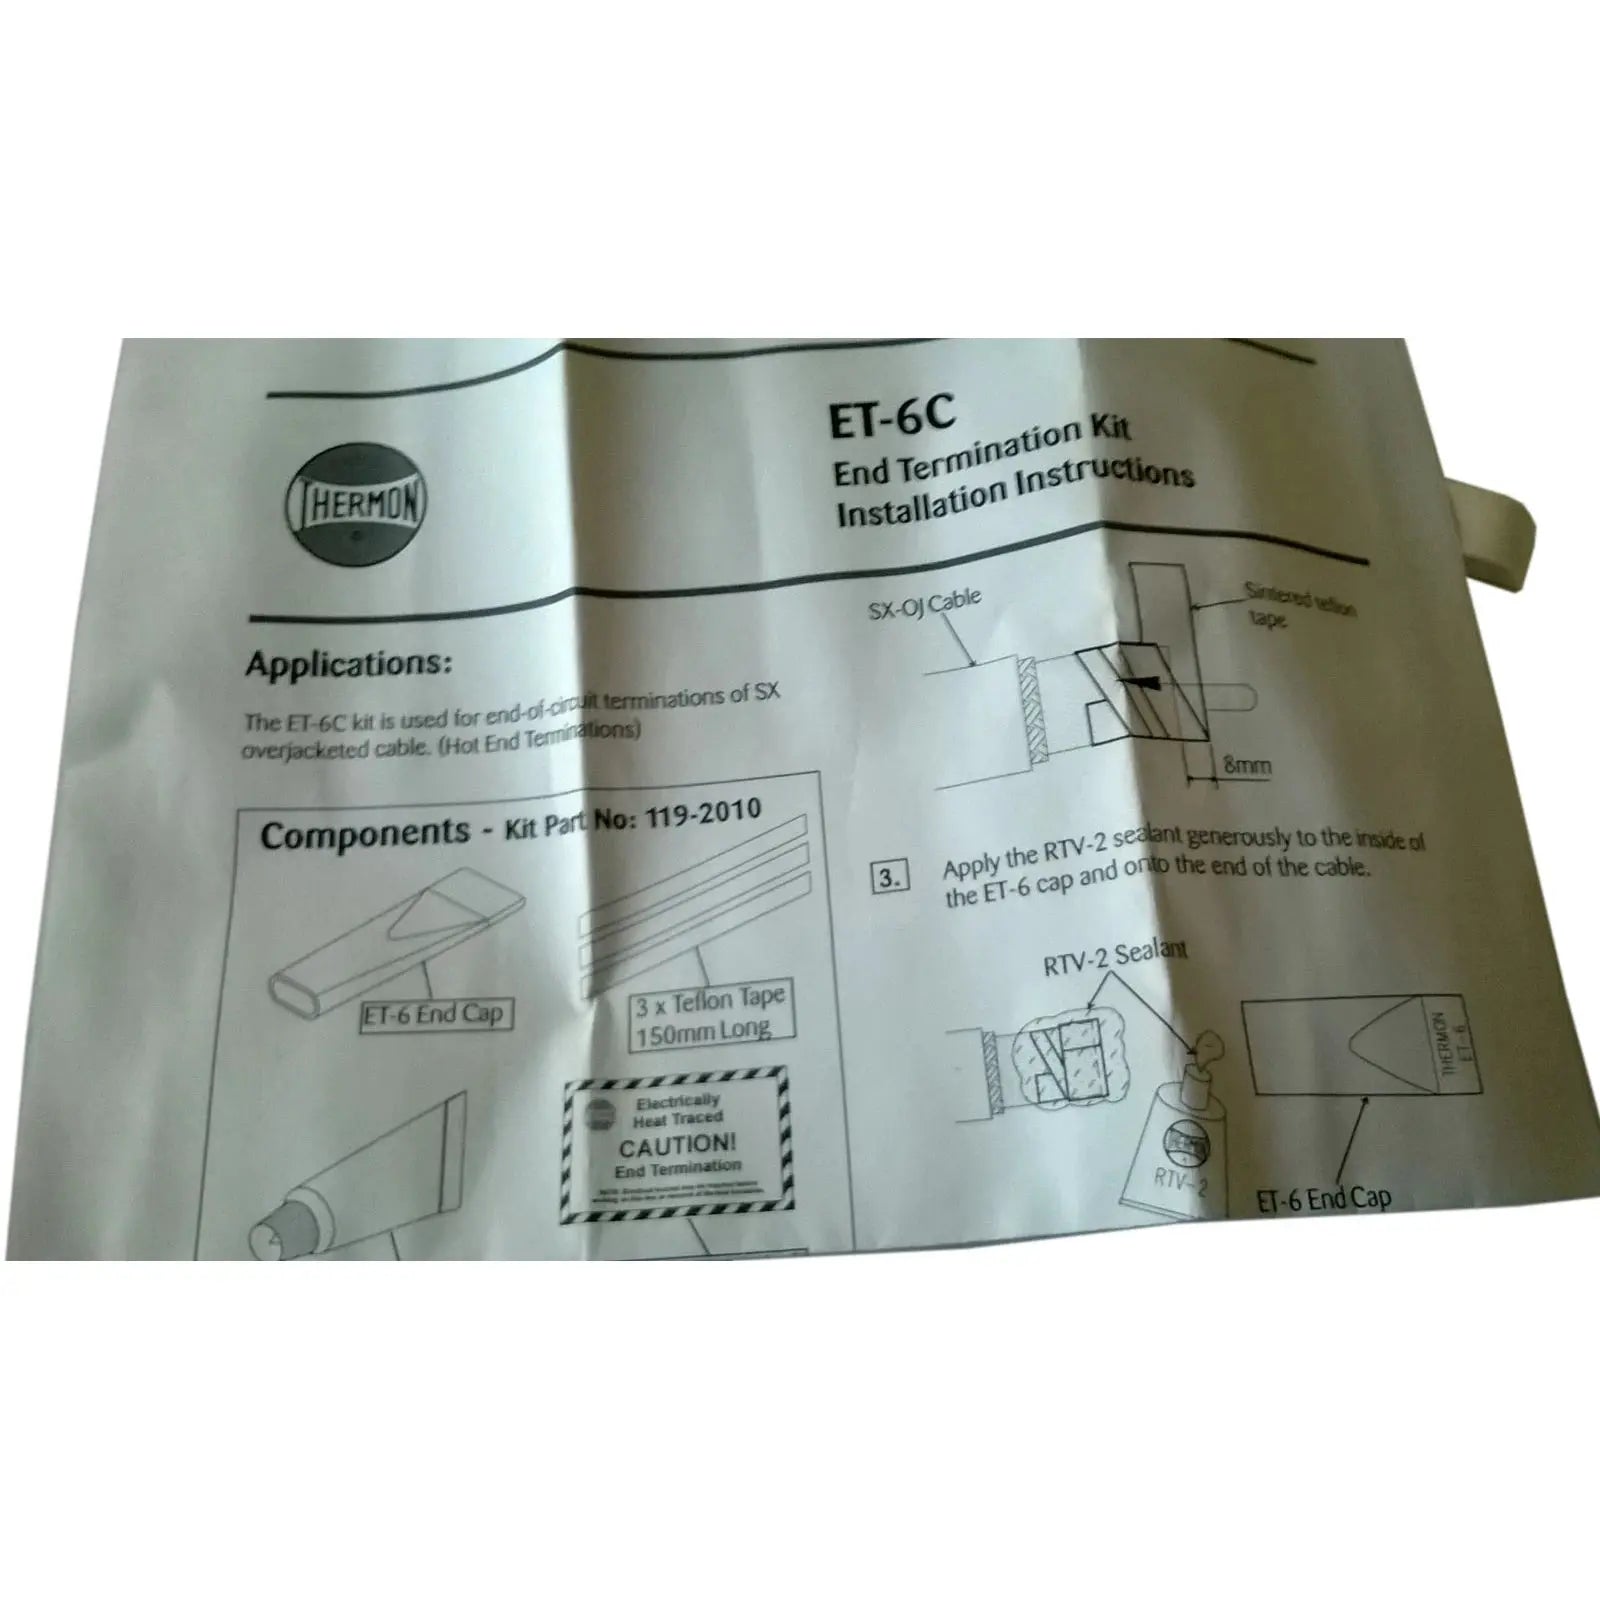 THERMON
ET-6C
End Termination Kit
Installation Instructions
Applications:
The ET-6C kit is used for end-of-circuit terminations of SX
overjacketed cable. (Hot End Terminations)
Components - Kit Part No: 119-2010
ET-6 End Cap
3 x Teflon Tape
150mm Long
Electrically
Heat Traced
CAUTION!
End Termination
SX-OJ Cable
Sintered teflon
tape
8mm
3. Apply the RTV-2 sealant generously to the inside of
the ET-6 cap and onto the end of the cable.
RTV-2 Sealant
THERMON
RTV-2
THERMON
ET-6
ET-6 End Cap